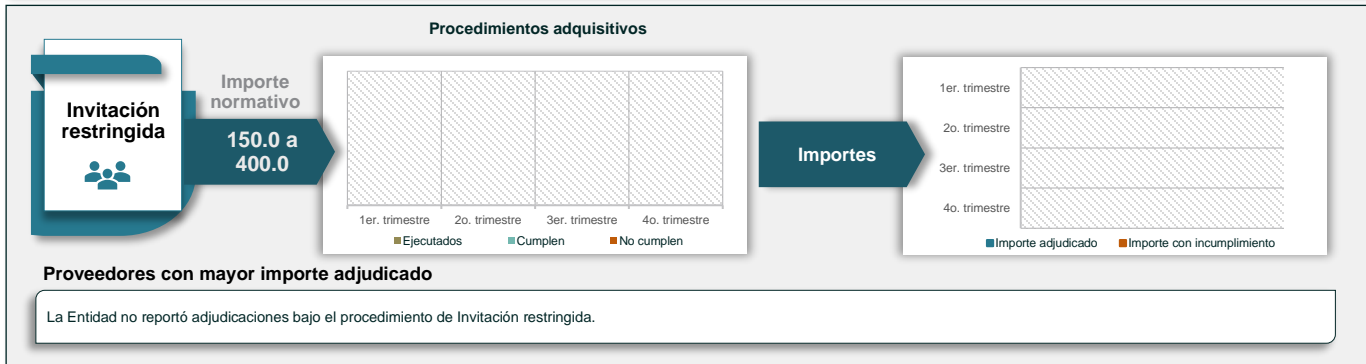 Procedimientos adquisitivos
Invitación
restringida
Importe
normativo
150.0 a
400.0
1er. trimestre 2o. trimestre 3er. trimestre 4o. trimestre
Ejecutados Cumplen No cumplen
Importes
1er. trimestre
2o. trimestre
3er. trimestre
4o. trimestre
Importe adjudicado Importe con incumplimiento
Proveedores con mayor importe adjudicado
La Entidad no reportó adjudicaciones bajo el procedimiento de Invitación restringida.